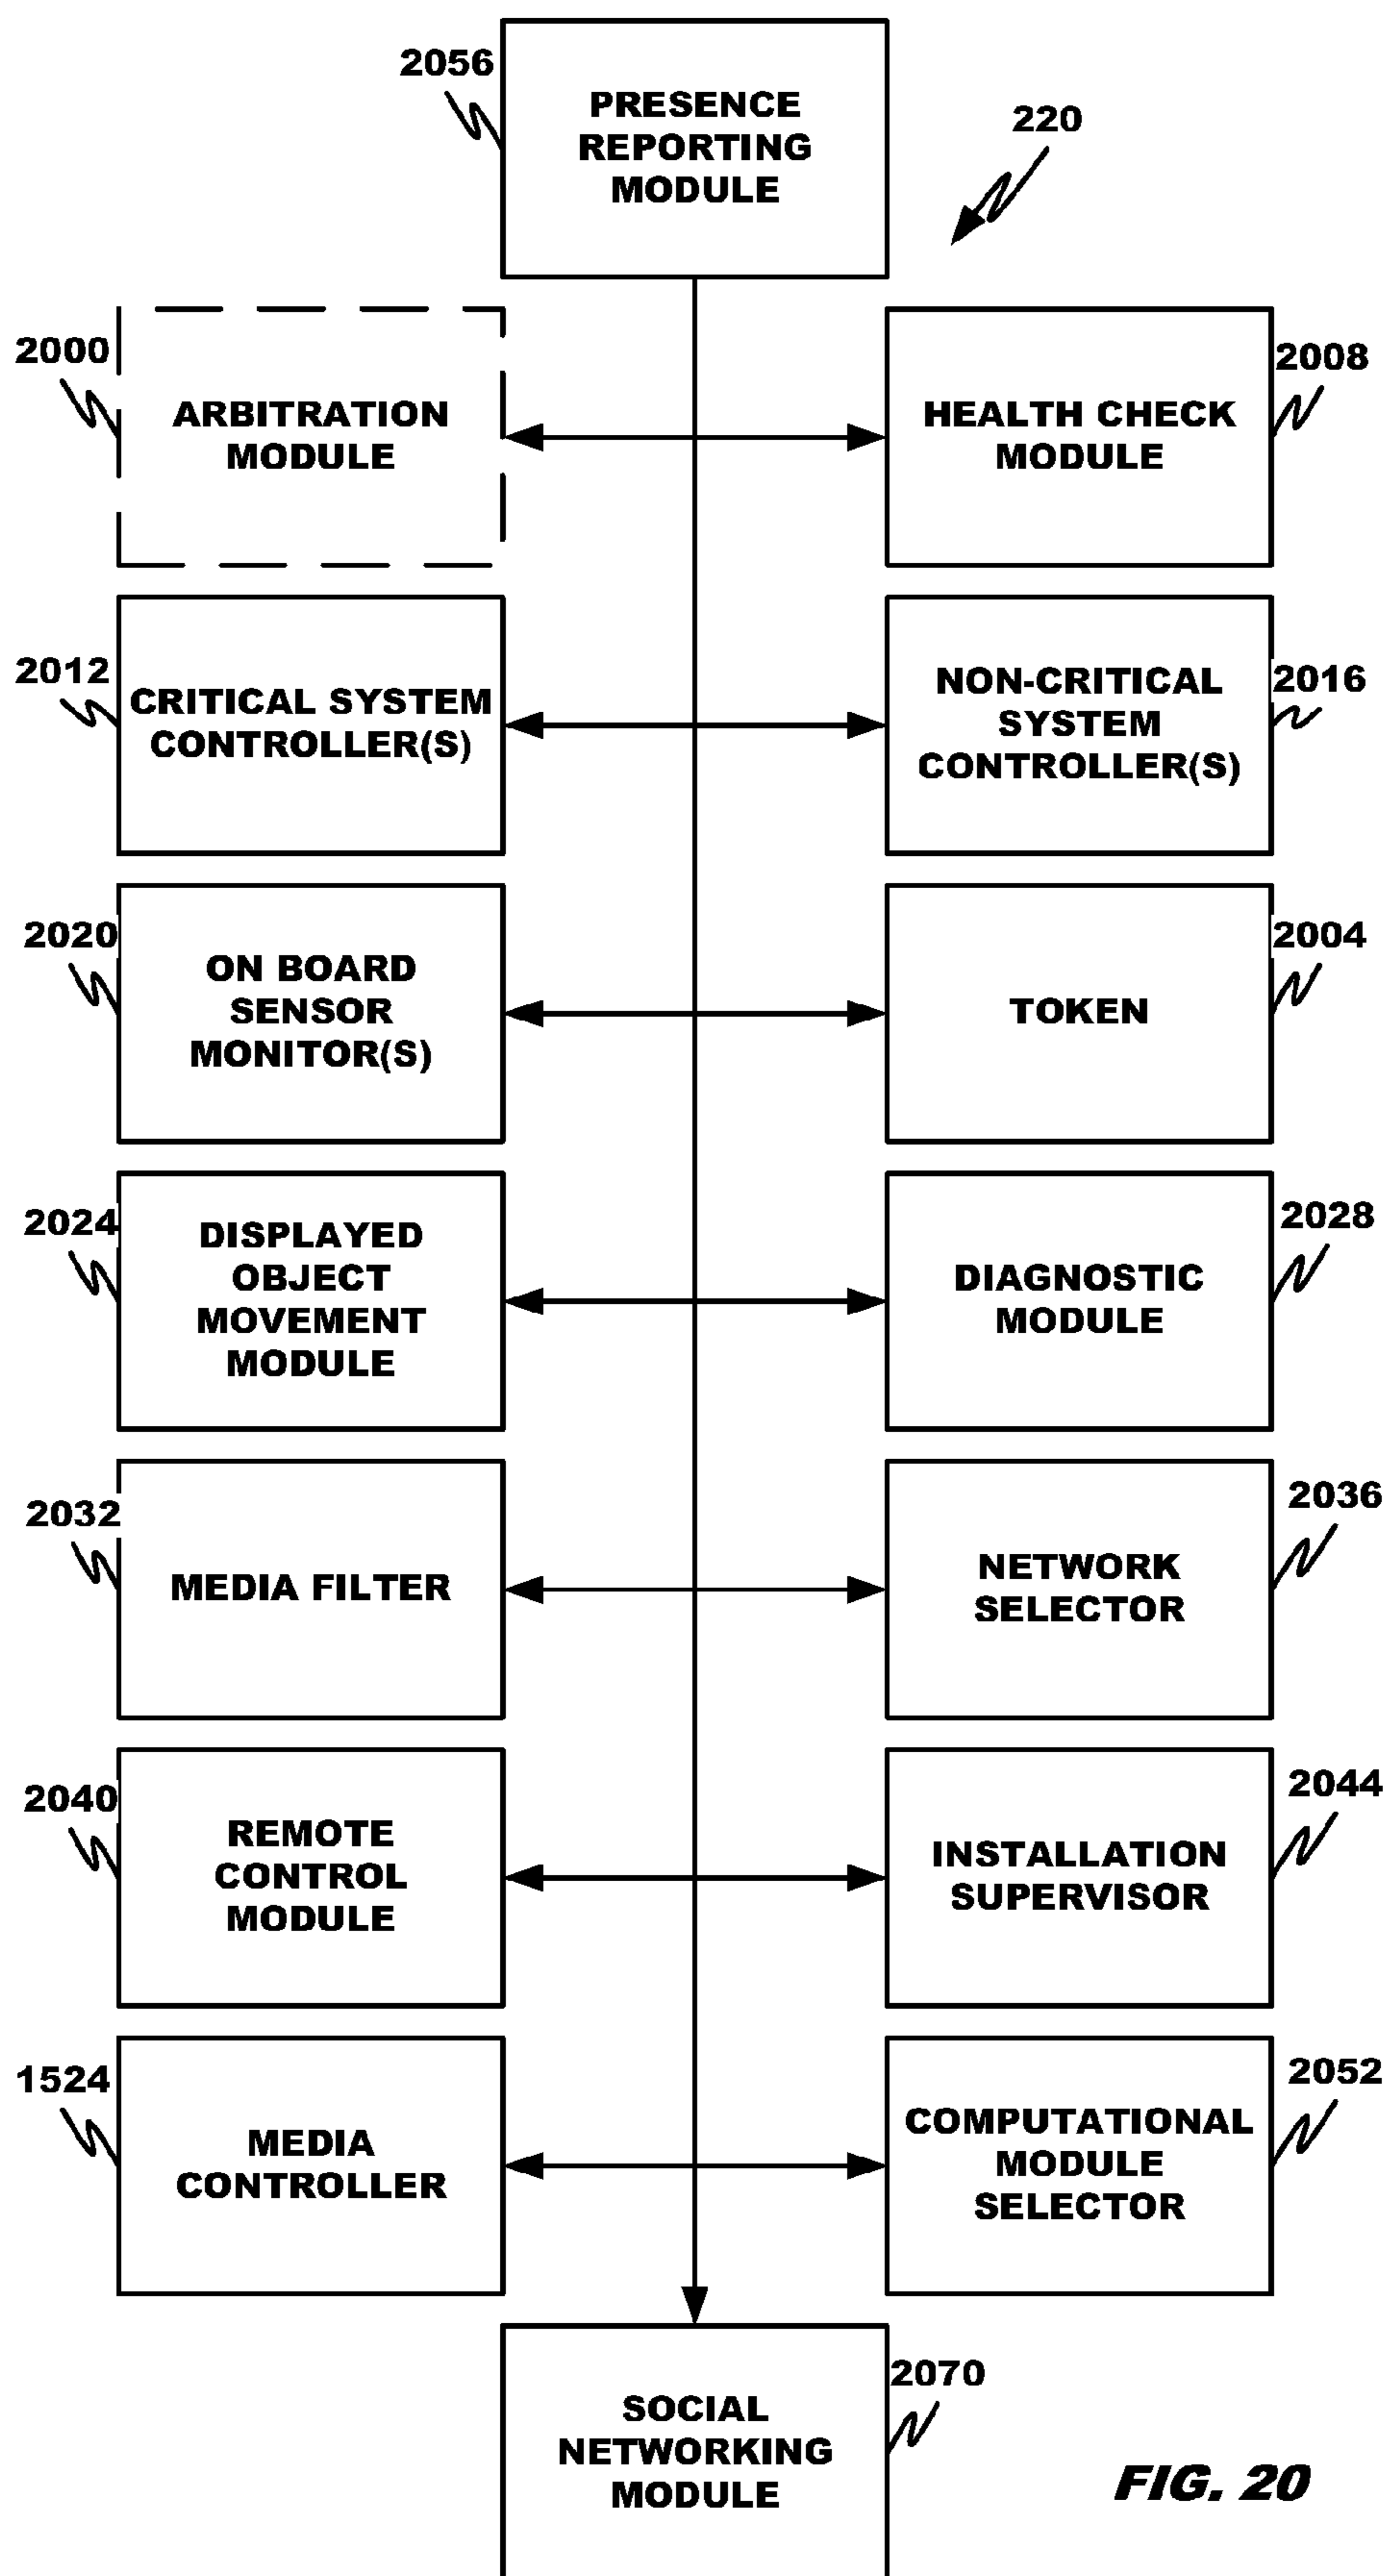 2056
PRESENCE
REPORTING
MODULE
220
2000
ARBITRATION
MODULE
HEALTH CHECK
MODULE
2008
2012
CRITICAL SYSTEM
CONTROLLER(S)
NON-CRITICAL
SYSTEM
CONTROLLER(S)
2016
2020
ON BOARD
SENSOR
MONITOR(S)
TOKEN
2004
2024
DISPLAYED
OBJECT
MOVEMENT
MODULE
DIAGNOSTIC
MODULE
2028
2032
MEDIA FILTER
NETWORK
SELECTOR
2036
2040
REMOTE
CONTROL
MODULE
INSTALLATION
SUPERVISOR
2044
1524
MEDIA
CONTROLLER
COMPUTATIONAL
MODULE
SELECTOR
2052
SOCIAL
NETWORKING
MODULE
2070
FIG. 20